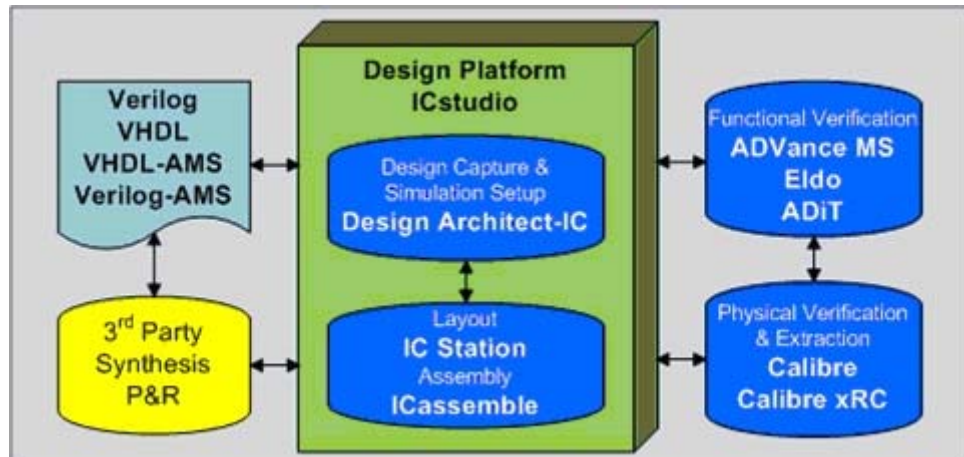 Design Platform
ICstudio
Verilog
VHDL
VHDL-AMS
Verilog-AMS
3rd Party
Synthesis
P&R
Design Capture &
Simulation Setup
Design Architect-IC
Layout
IC Station
Assembly
ICassemble
Functional Verification
ADVance MS
Eldo
ADiT
Physical Verification
& Extraction
Calibre
Calibre xRC